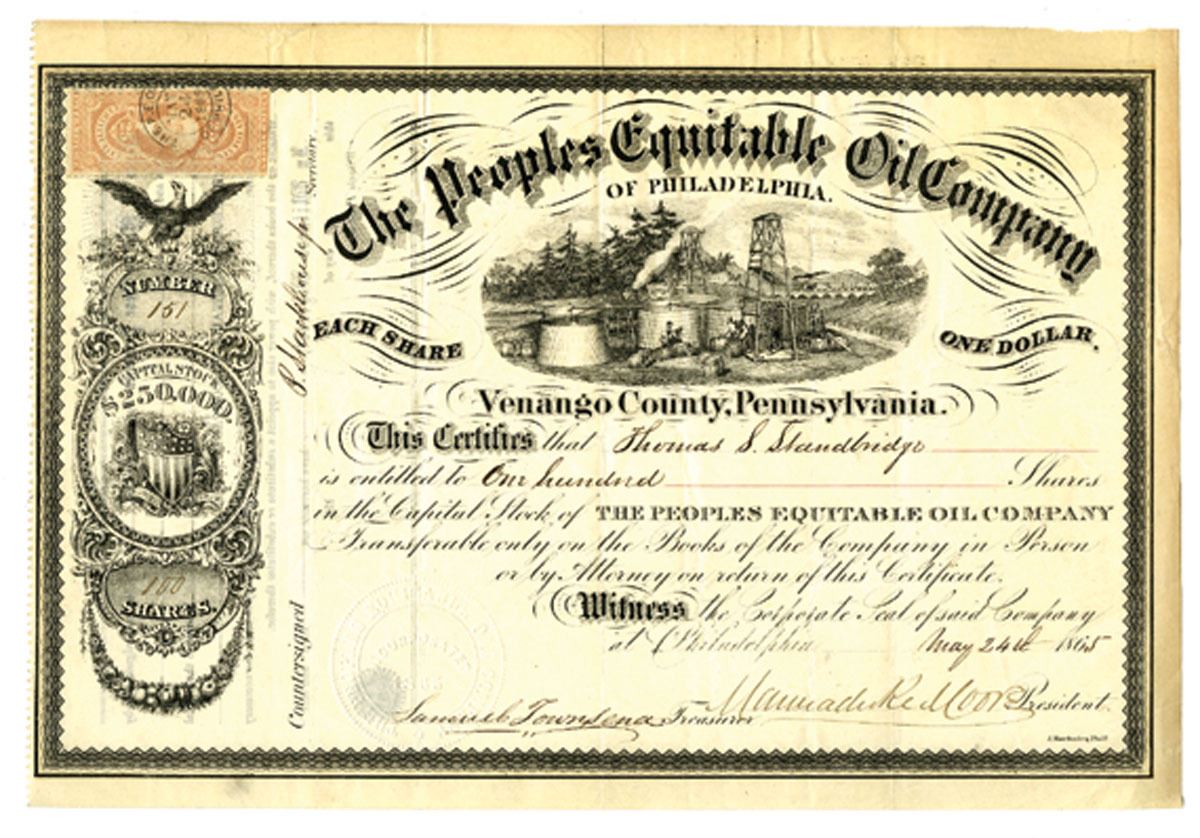 The Peoples Equitable Oil Company
OF PHILADELPHIA.
EACH SHARE
ONE DOLLAR.
Venango County, Pennsylvania.
This Certifies that Thomas S. Standbridge
is entitled to One hundred Shares
in the Capital Stock of THE PEOPLES EQUITABLE OIL COMPANY
Transferable only on the Books of the Company in Person
or by Attorney on return of this Certificate.
Witness the Corporate Seal of said Company
at Philadelphia May 24th 1865
Samuel Townsend Treasurer
Marmaduke Moore President.
NUMBER
151
CAPITAL STOCK
$250,000.
100
SHARES.
Countersigned
Secretary